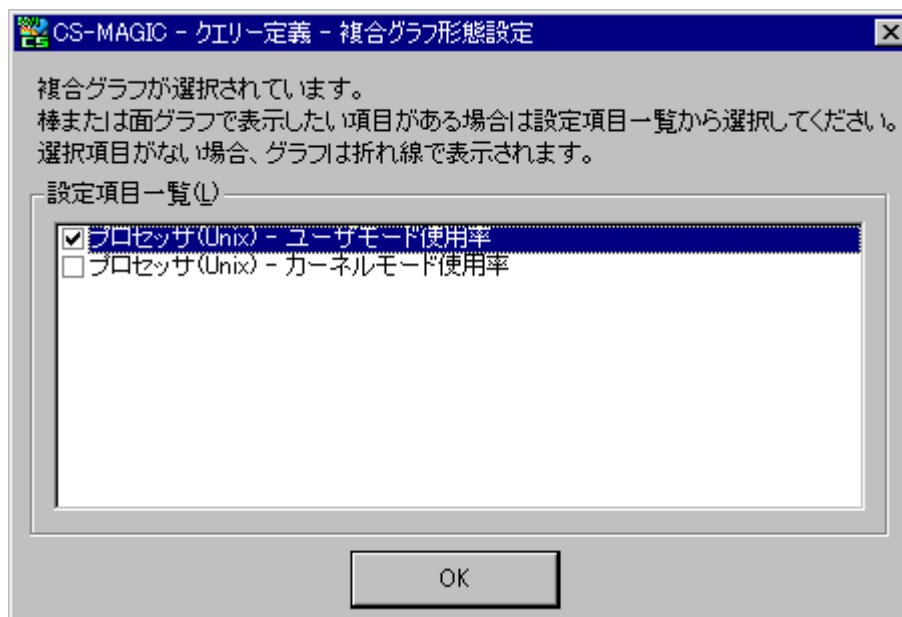 CS-MAGIC - クエリー定義 - 複合グラフ形態設定
複合グラフが選択されています。
棒または面グラフで表示したい項目がある場合は設定項目一覧から選択してください。
選択項目がない場合、グラフは折れ線で表示されます。
設定項目一覧(L)
プロセッサ(Unix) - ユーザモード使用率
プロセッサ(Unix) - カーネルモード使用率
OK